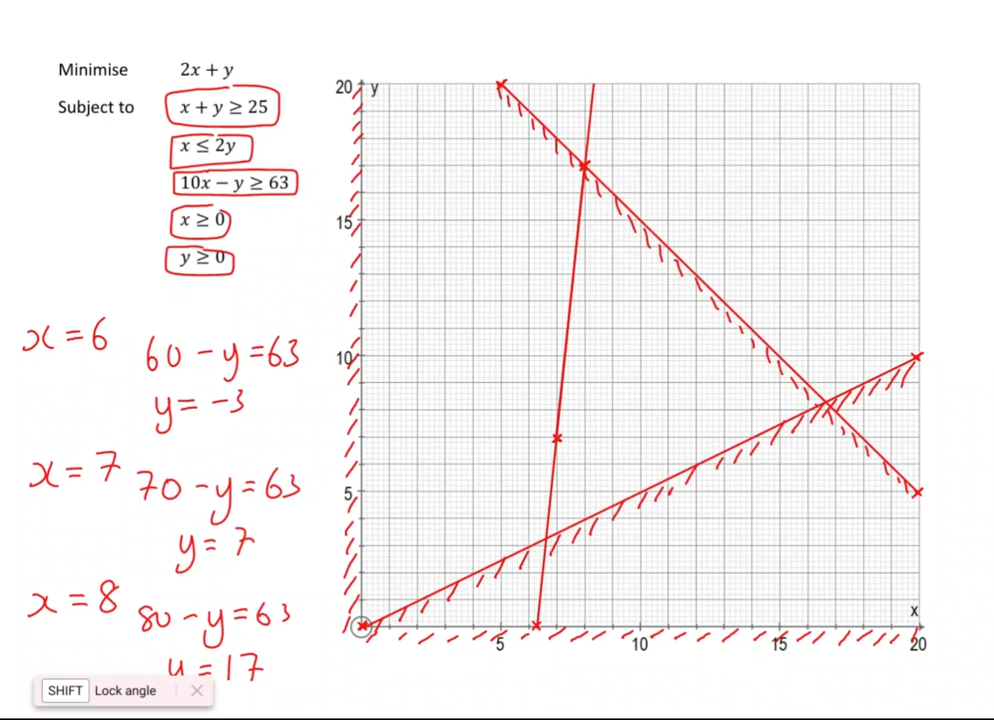 Minimise 2x + y
Subject to x + y ≥ 25
x ≤ 2y
10x − y ≥ 63
x ≥ 0
y ≥ 0
x = 6 60 − y = 63
y = −3
x = 7 70 − y = 63
y = 7
x = 8 80 − y = 63
y = 17
SHIFT Lock angle ×
20 y
15
10
5
x
5 10 15 20